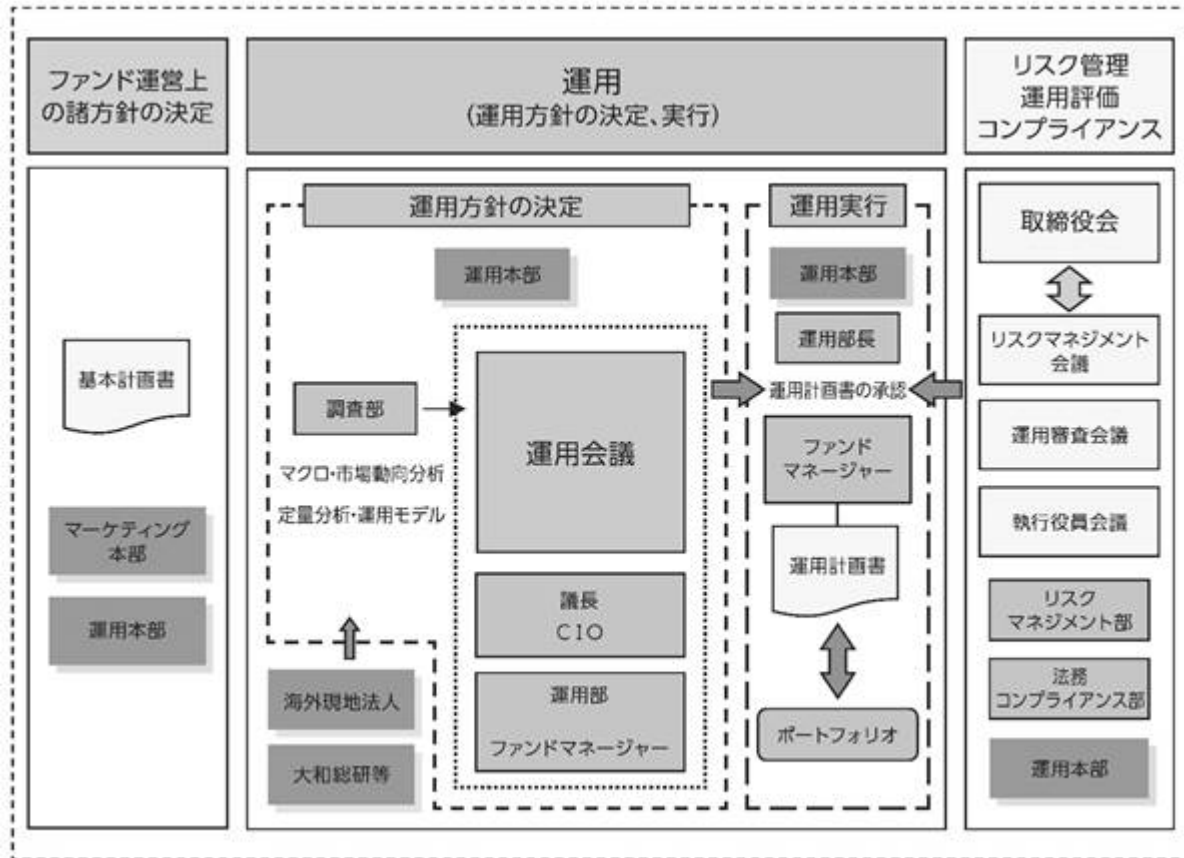 ファンド運営上
の諸方針の決定
運用
(運用方針の決定、実行)
リスク管理
運用評価
コンプライアンス
基本計画書
マーケティング
本部
運用本部
運用方針の決定
運用本部
調査部
マクロ・市場動向分析
定量分析・運用モデル
海外現地法人
大和総研等
運用会議
議長
CIO
運用部
ファンドマネージャー
運用実行
運用本部
運用部長
運用計画書の承認
ファンド
マネージャー
運用計画書
ポートフォリオ
取締役会
リスクマネジメント
会議
運用審査会議
執行役員会議
リスク
マネジメント部
法務
コンプライアンス部
運用本部